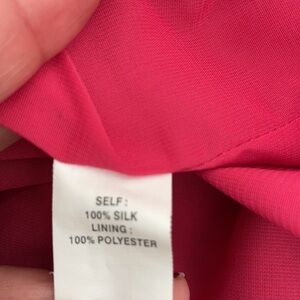 SELF :
100% SILK
LINING :
100% POLYESTER